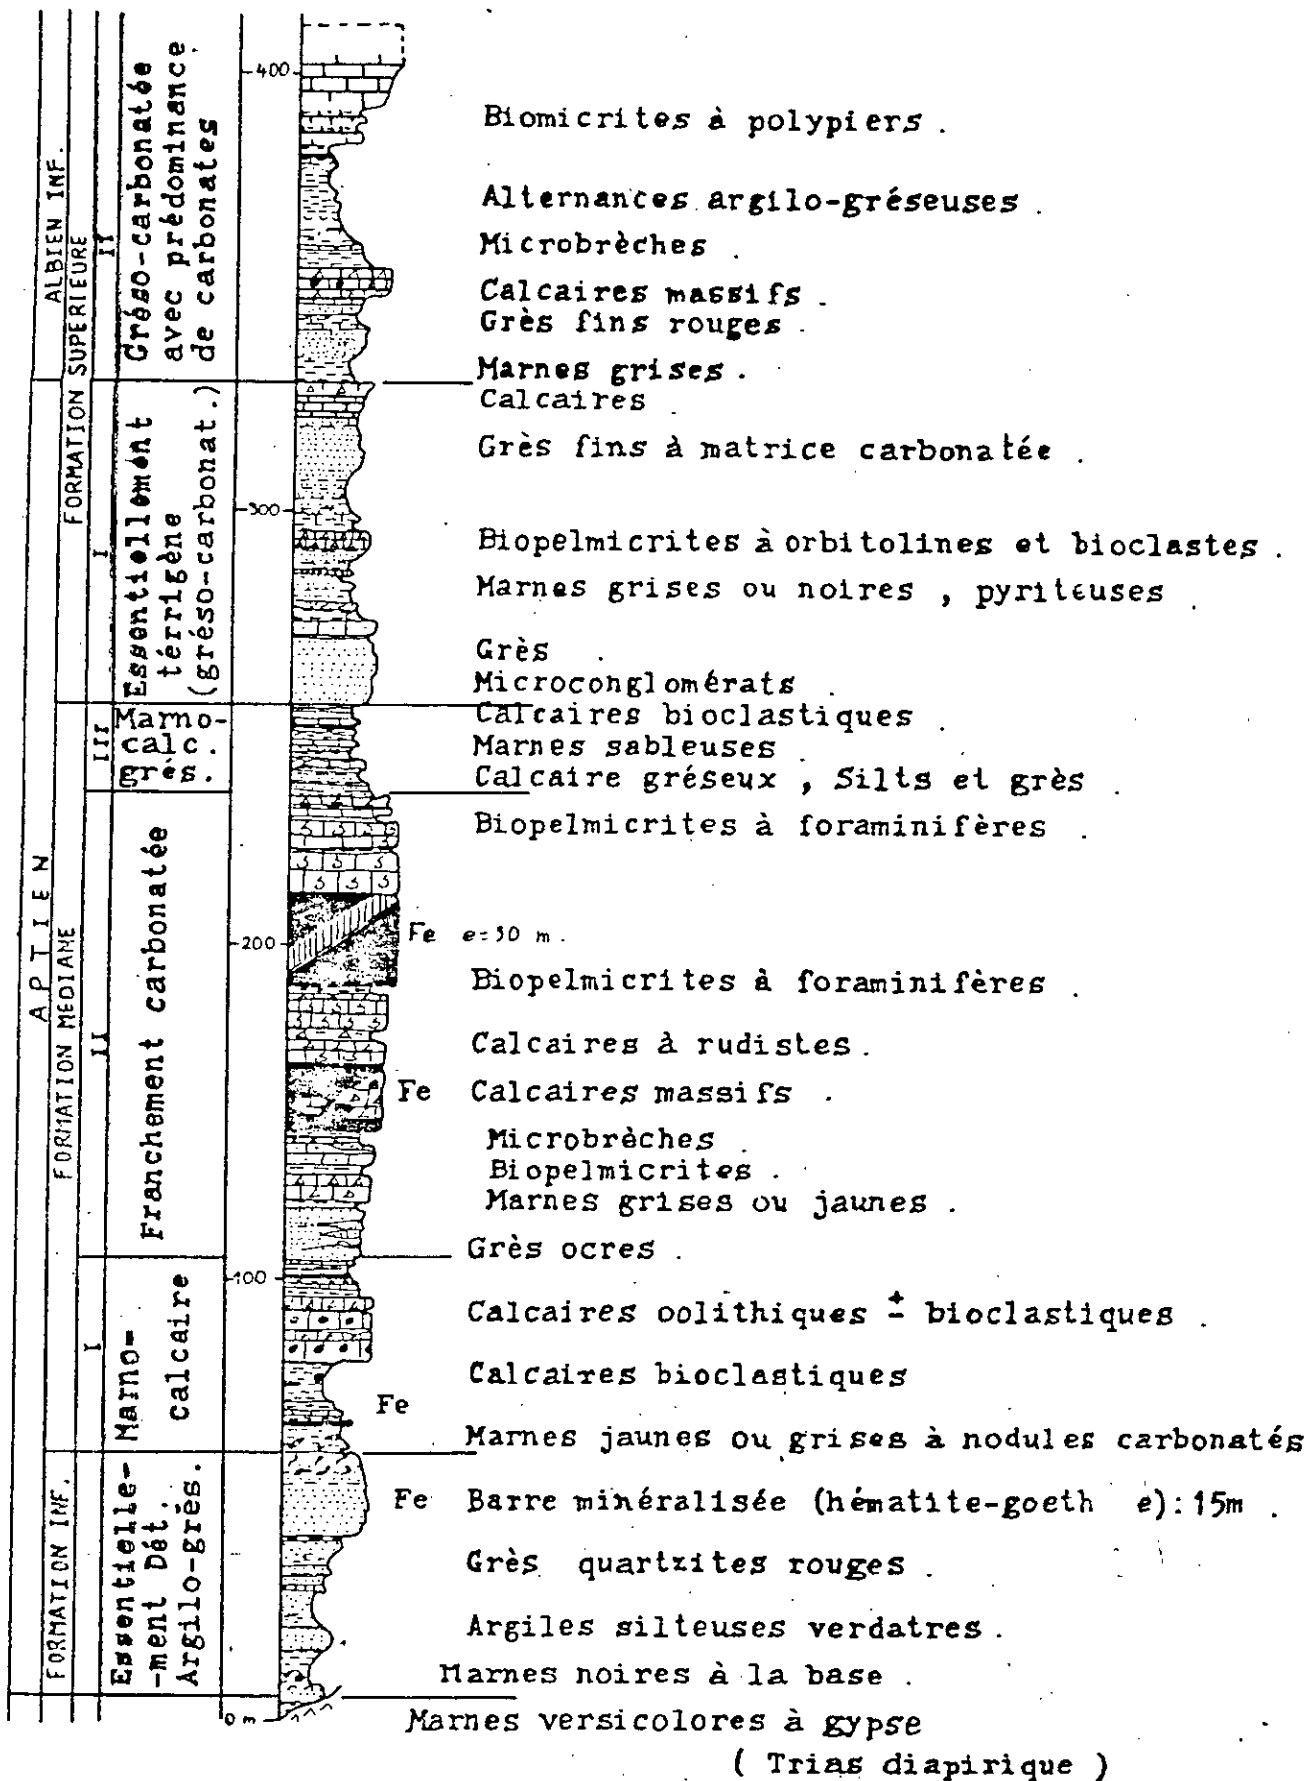 400
Biomicrites à polypiers .
Alternances argilo-gréseuses .
Microbrèches
Calcaires massifs .
Grès fins rouges .
Marnes grises .
Calcaires
Grès fins à matrice carbonatée .
300
Biopelmicrites à orbitolines et bioclastes .
Marnes grises ou noires , pyriteuses .
Grès .
Microconglomérats .
Calcaires bioclastiques .
Marnes sableuses
Calcaire gréseux , Silts et grès .
Biopelmicrites à foraminifères .
200
Fe e=30 m .
Biopelmicrites à foraminifères .
Calcaires à rudistes .
Fe Calcaires massifs .
Microbrèches .
Biopelmicrites .
Marnes grises ou jaunes .
Grès ocres .
100
Calcaires oolithiques ± bioclastiques .
Calcaires bioclastiques
Fe
Marnes jaunes ou grises à nodules carbonatés
Fe Barre minéralisée (hématite-goeth e): 15m .
Grès quartzites rouges .
Argiles silteuses verdatres .
Marnes noires à la base .
0 m
Marnes versicolores à gypse
( Trias diapirique )
ALBIEN INF.
APTIEN
FORMATION SUPERIEURE
FORMATION MEDIANE
FORMATION INF.
II
Gréso-carbonatée
avec prédominance
de carbonates
I
Essentiellement
térrigène
(gréso-carbonat.)
III
Marno-
calc.
grès.
II
Franchement carbonatée
I
Marno-
calcaire
Essentielle-
-ment Dét.
Argilo-grés.